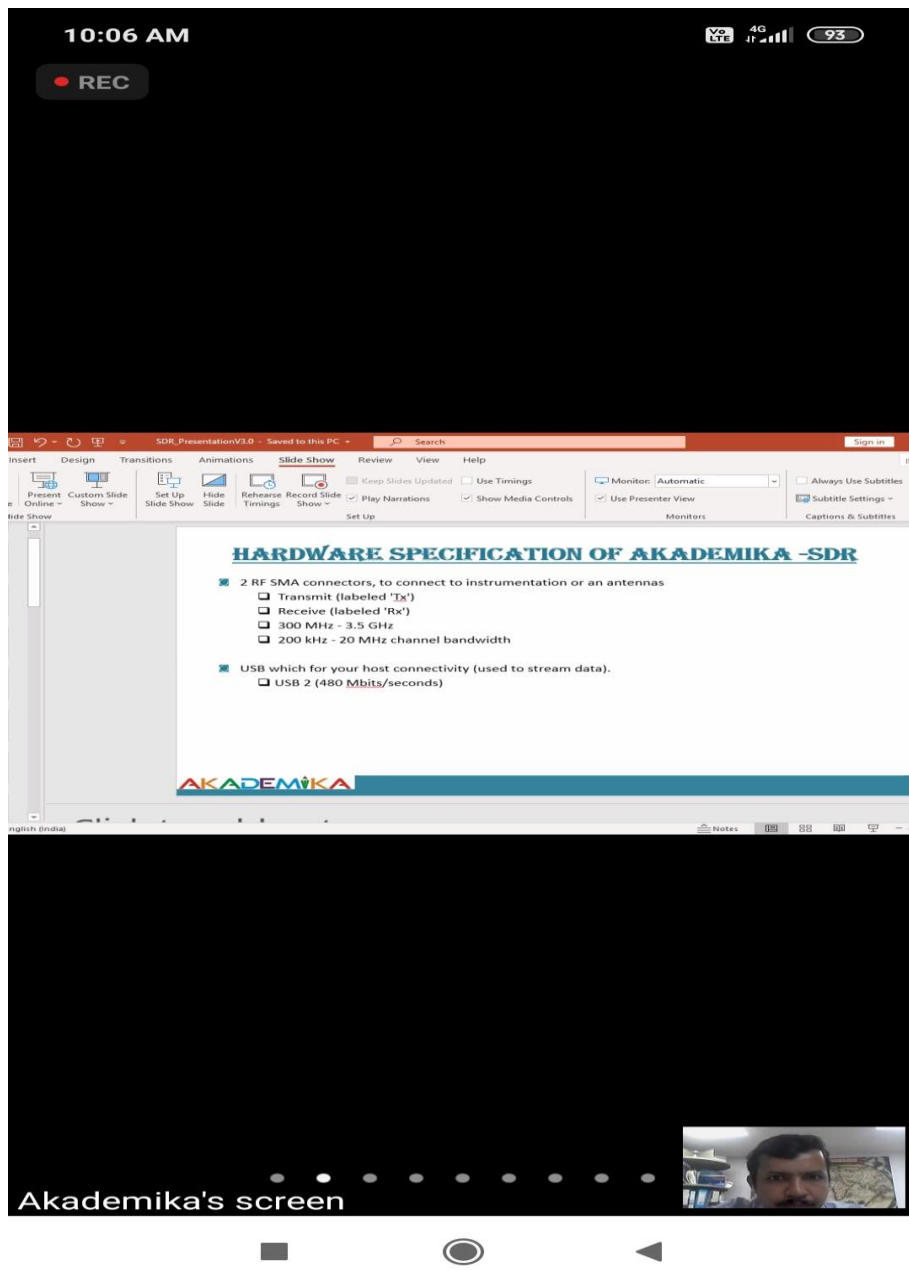 10:06 AM
Vo LTE 4G 93
REC
SDR_PresentationV3.0 - Saved to this PC
Search
Sign in
Insert Design Transitions Animations Slide Show Review View Help
Present Online
Custom Slide Show
Set Up Slide Show
Hide Slide
Rehearse Timings
Record Slide Show
Keep Slides Updated
Play Narrations
Use Timings
Show Media Controls
Monitor: Automatic
Use Presenter View
Always Use Subtitles
Subtitle Settings
Set Up
Monitors
Captions & Subtitles
HARDWARE SPECIFICATION OF AKADEMIKA -SDR
2 RF SMA connectors, to connect to instrumentation or an antennas
Transmit (labeled 'Tx')
Receive (labeled 'Rx')
300 MHz - 3.5 GHz
200 kHz - 20 MHz channel bandwidth
USB which for your host connectivity (used to stream data).
USB 2 (480 Mbits/seconds)
AKADEMIKA
Notes
Akademika's screen